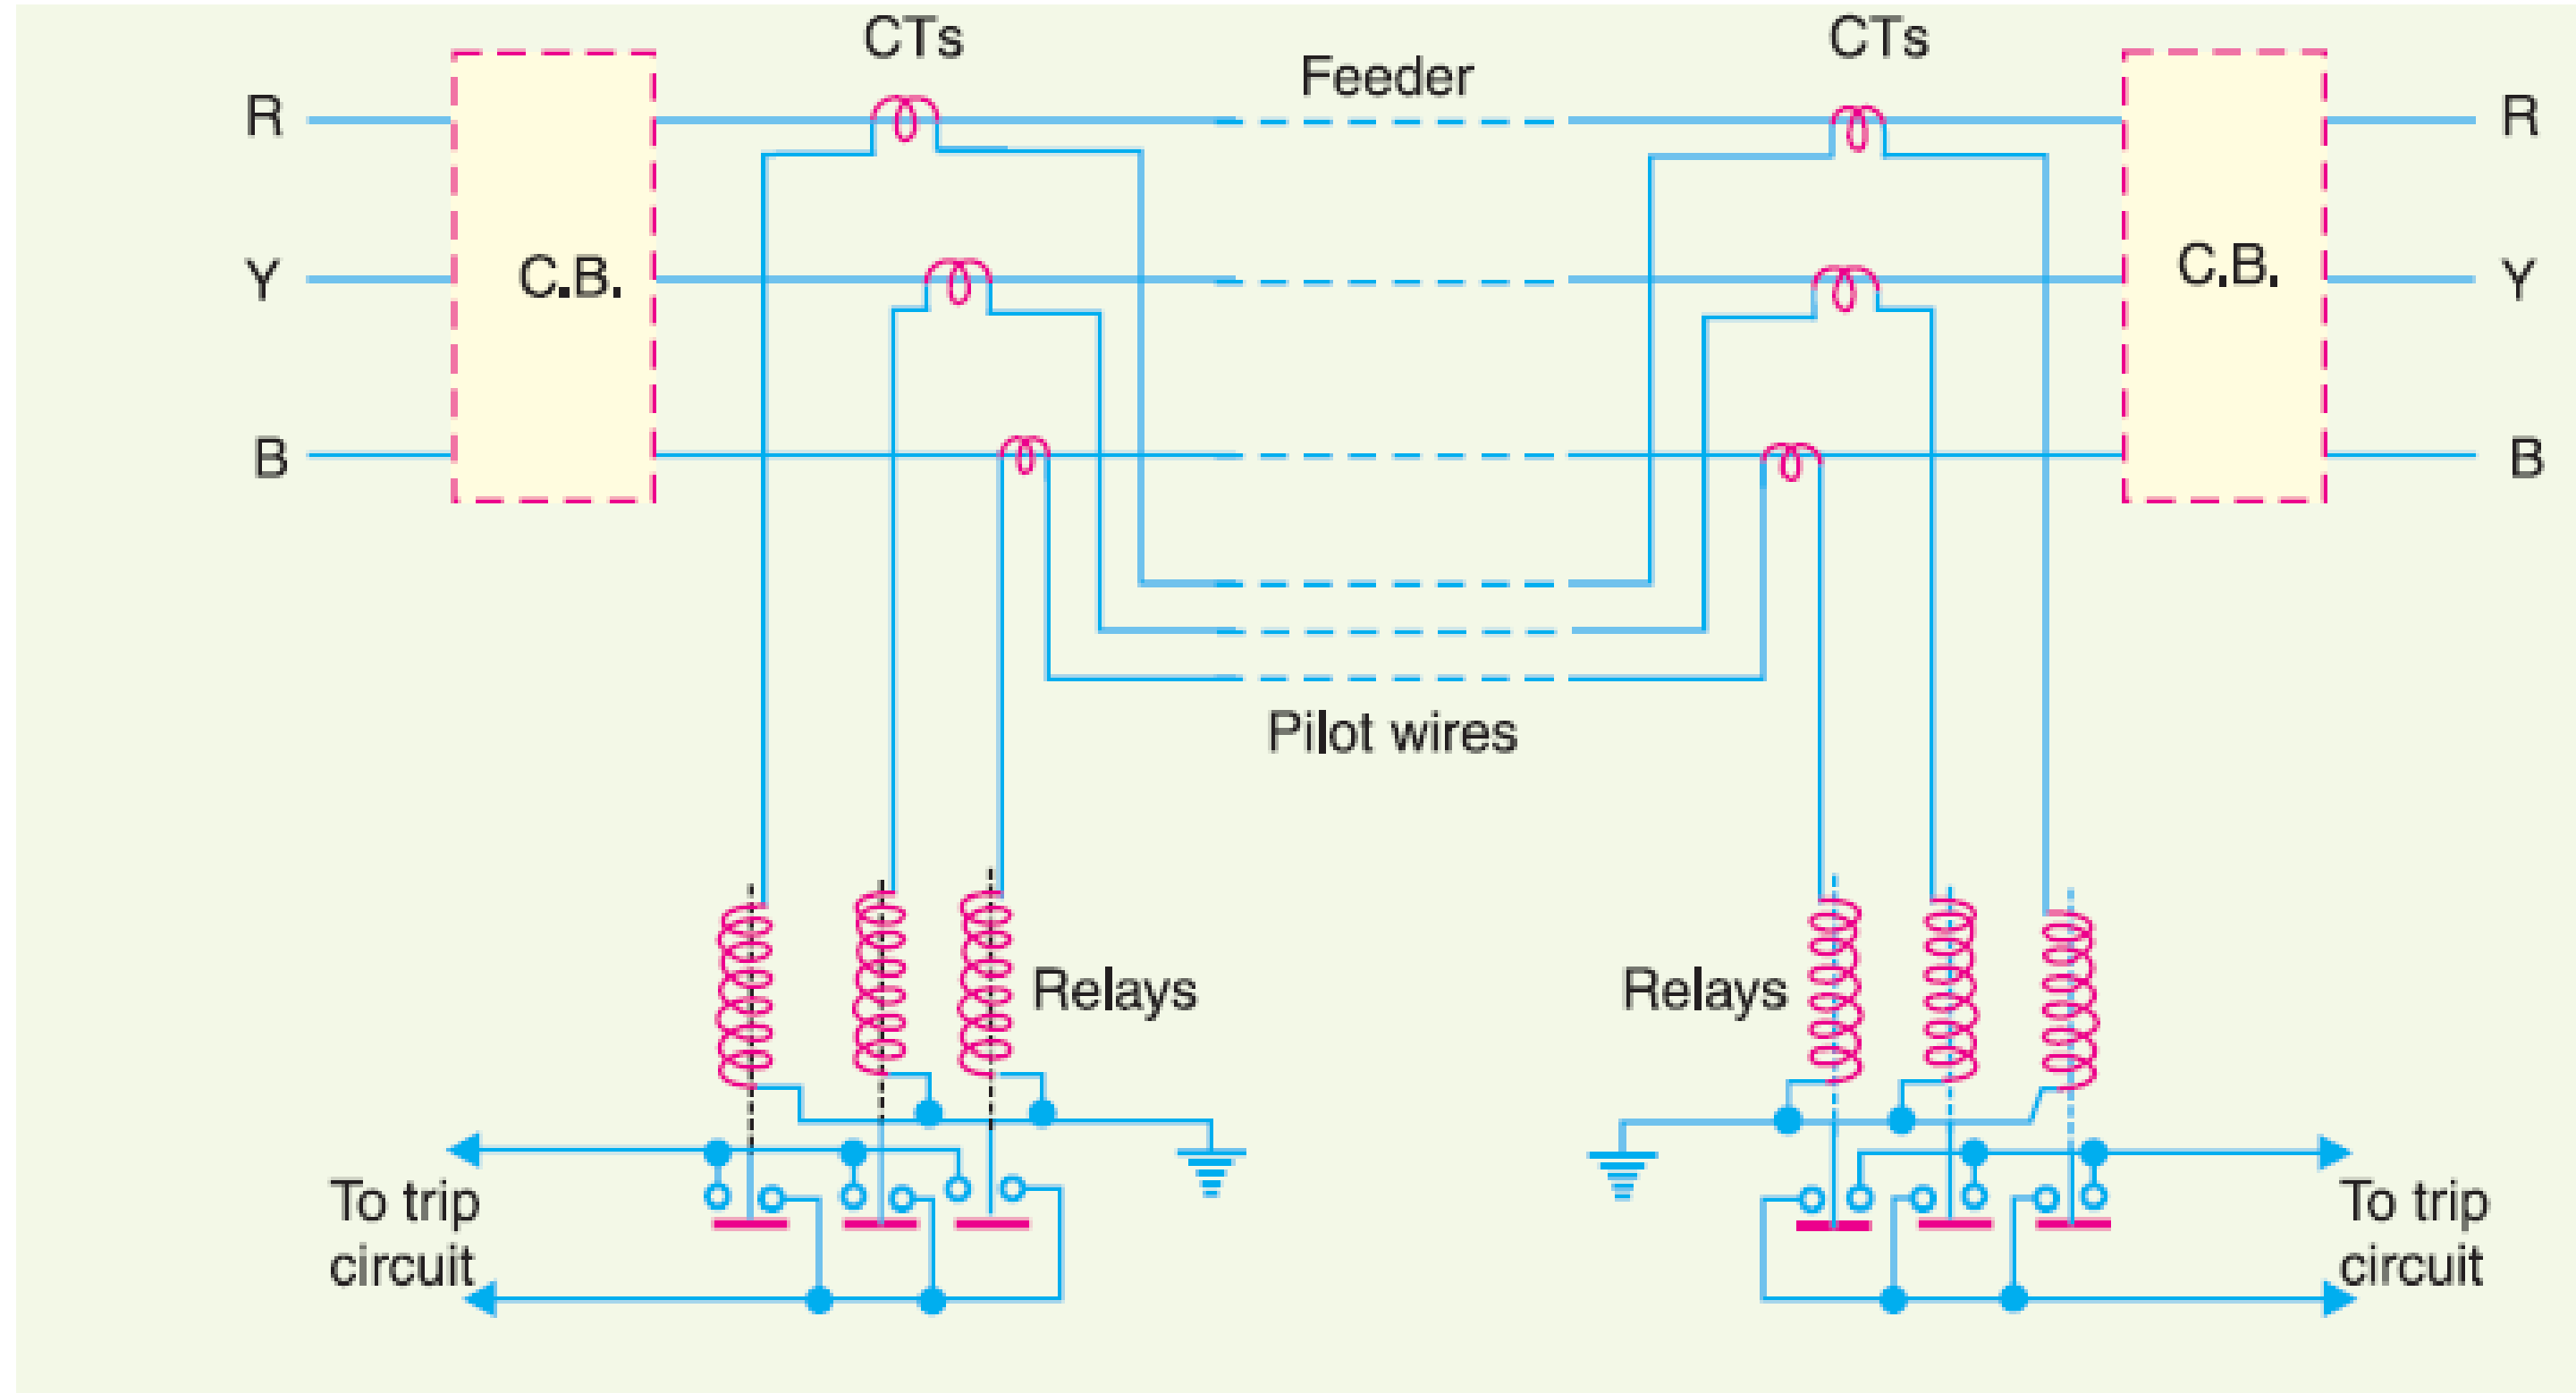 CTs
CTs
Feeder
R
R
Y
C.B.
C.B.
Y
B
B
Pilot wires
Relays
Relays
To trip
circuit
To trip
circuit